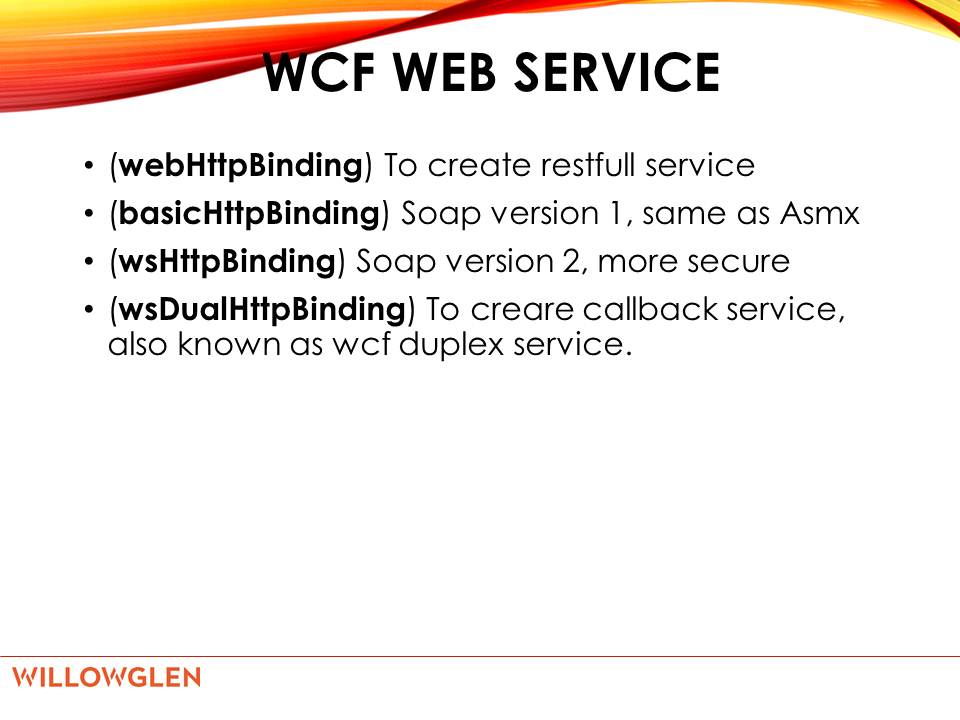 WCF WEB SERVICE
• (webHttpBinding) To create restfull service
• (basicHttpBinding) Soap version 1, same as Asmx
• (wsHttpBinding) Soap version 2, more secure
• (wsDualHttpBinding) To creare callback service,
also known as wcf duplex service.
WILLOWGLEN